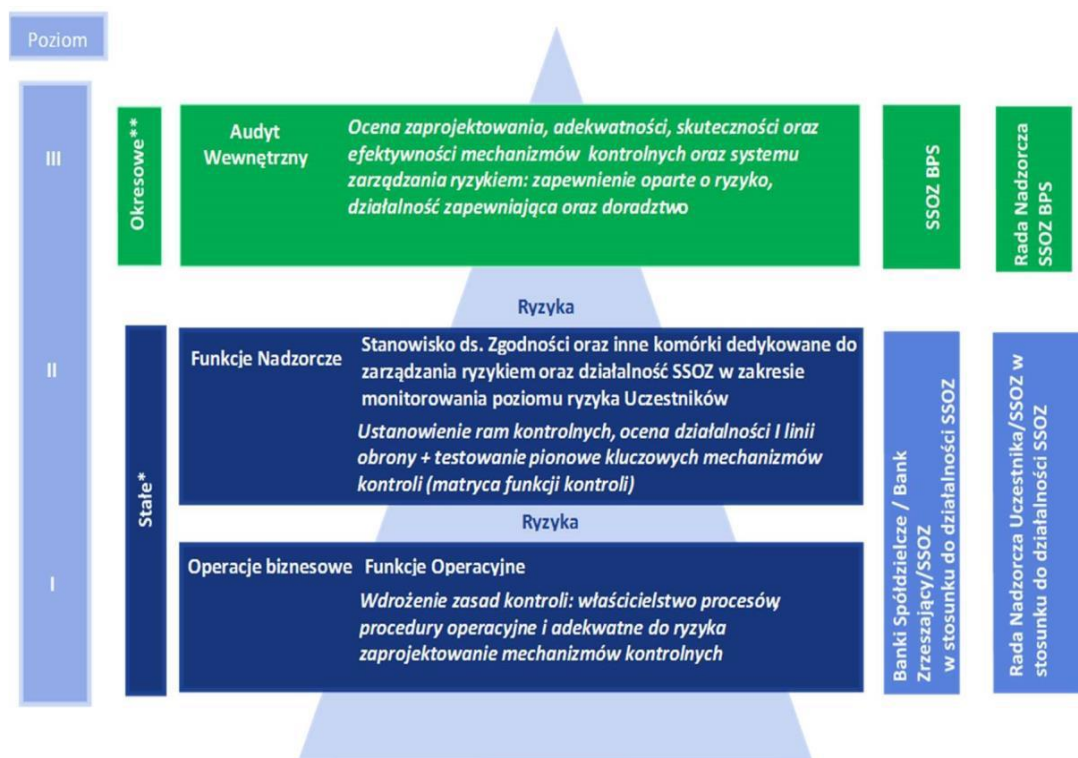 Poziom
III
Okresowe**
Audyt
Wewnętrzny
Ocena zaprojektowania, adekwatności, skuteczności oraz
efektywności mechanizmów kontrolnych oraz systemu
zarządzania ryzykiem: zapewnienie oparte o ryzyko,
działalność zapewniająca oraz doradztwo
SSOZ BPS
Rada Nadzorcza
SSOZ BPS
Ryzyka
II
Stałe*
Funkcje Nadzorcze
Stanowisko ds. Zgodności oraz inne komórki dedykowane do
zarządzania ryzykiem oraz działalność SSOZ w zakresie
monitorowania poziomu ryzyka Uczestników
Ustanowienie ram kontrolnych, ocena działalności I linii
obrony + testowanie pionowe kluczowych mechanizmów
kontroli (matryca funkcji kontroli)
Banki Spółdzielcze / Bank
Zrzeszający/SSOZ
w stosunku do działalności SSOZ
Rada Nadzorcza Uczestnika/SSOZ w
stosunku do działalności SSOZ
Ryzyka
I
Operacje biznesowe
Funkcje Operacyjne
Wdrożenie zasad kontroli: właścicielstwo procesów,
procedury operacyjne i adekwatne do ryzyka
zaprojektowanie mechanizmów kontrolnych